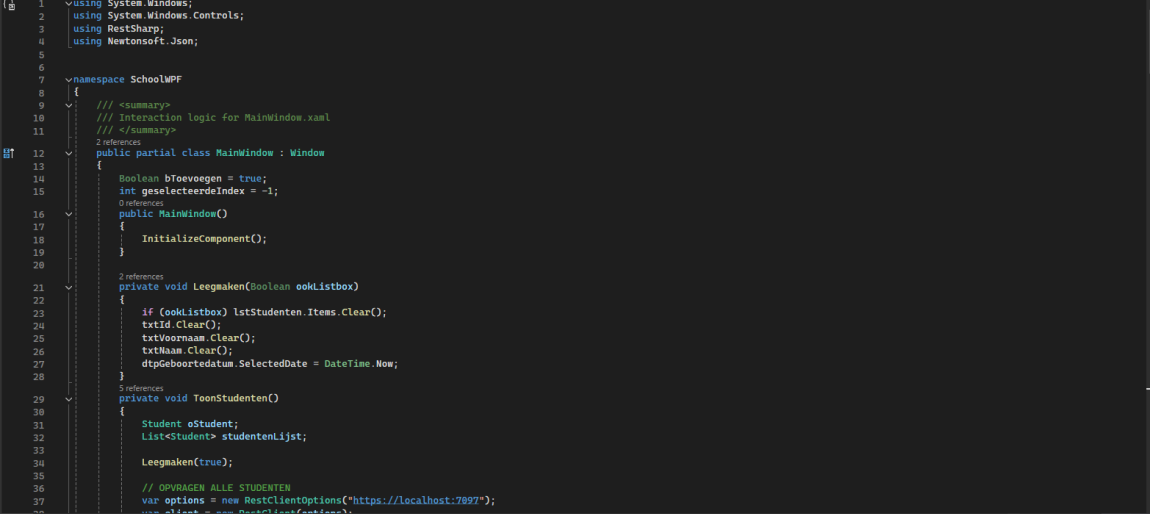 1 using System.Windows;
2 using System.Windows.Controls;
3 using RestSharp;
4 using Newtonsoft.Json;
5
6
7 namespace SchoolWPF
8 {
9 /// <summary>
10 /// Interaction logic for MainWindow.xaml
11 /// </summary>
2 references
12 public partial class MainWindow : Window
13 {
14 Boolean bToevoegen = true;
15 int geselecteerdeIndex = -1;
0 references
16 public MainWindow()
17 {
18 InitializeComponent();
19 }
20
2 references
21 private void Leegmaken(Boolean ookListbox)
22 {
23 if (ookListbox) lstStudenten.Items.Clear();
24 txtId.Clear();
25 txtVoornaam.Clear();
26 txtNaam.Clear();
27 dtpGeboortedatum.SelectedDate = DateTime.Now;
28 }
5 references
29 private void ToonStudenten()
30 {
31 Student oStudent;
32 List<Student> studentenLijst;
33
34 Leegmaken(true);
35
36 // OPVRAGEN ALLE STUDENTEN
37 var options = new RestClientOptions("https://localhost:7097");
38 var client = new RestClient(options);